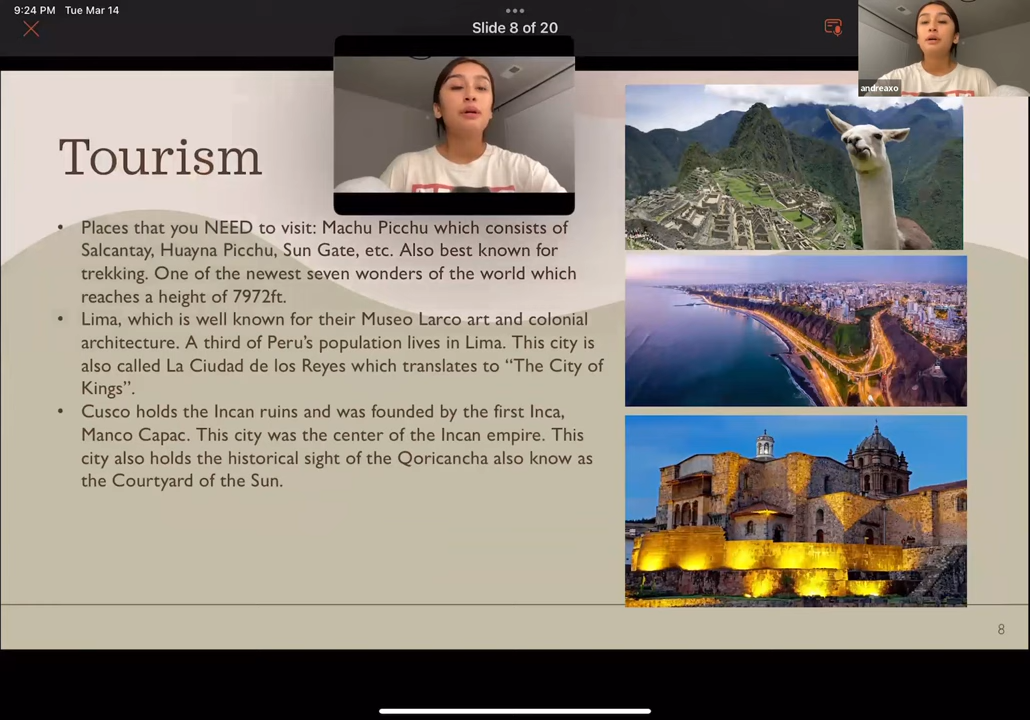 9:24 PM Tue Mar 14
Slide 8 of 20
andreaxo
Tourism
• Places that you NEED to visit: Machu Picchu which consists of
Salcantay, Huayna Picchu, Sun Gate, etc. Also best known for
trekking. One of the newest seven wonders of the world which
reaches a height of 7972ft.
• Lima, which is well known for their Museo Larco art and colonial
architecture. A third of Peru’s population lives in Lima. This city is
also called La Ciudad de los Reyes which translates to “The City of
Kings”.
• Cusco holds the Incan ruins and was founded by the first Inca,
Manco Capac. This city was the center of the Incan empire. This
city also holds the historical sight of the Qoricancha also know as
the Courtyard of the Sun.
8